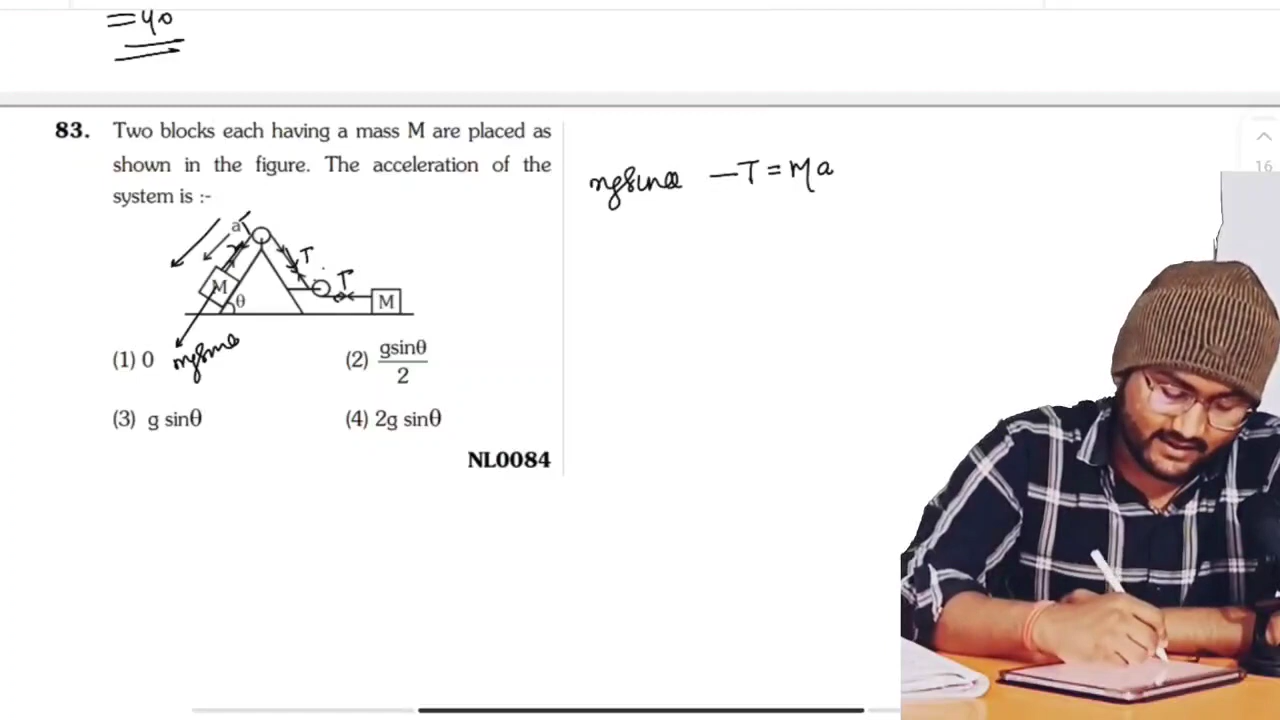 =40
83. Two blocks each having a mass M are placed as
shown in the figure. The acceleration of the
system is :-
a
T
T
M
θ
M
mgsinθ
(1) 0
(2) gsinθ/2
(3) g sinθ
(4) 2g sinθ
NL0084
mgsinθ - T = Ma
16